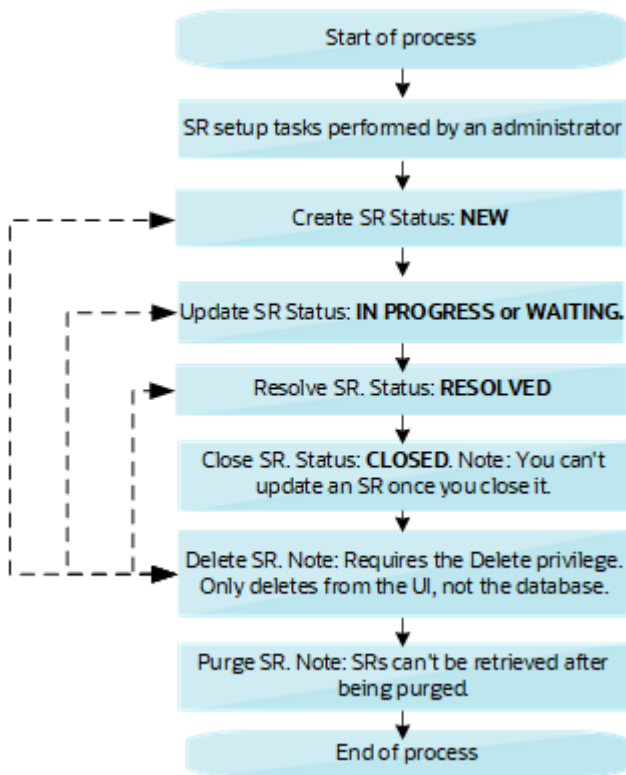 Start of process
SR setup tasks performed by an administrator
Create SR Status: NEW
Update SR Status: IN PROGRESS or WAITING.
Resolve SR. Status: RESOLVED
Close SR. Status: CLOSED. Note: You can't
update an SR once you close it.
Delete SR. Note: Requires the Delete privilege.
Only deletes from the UI, not the database.
Purge SR. Note: SRs can't be retrieved after
being purged.
End of process